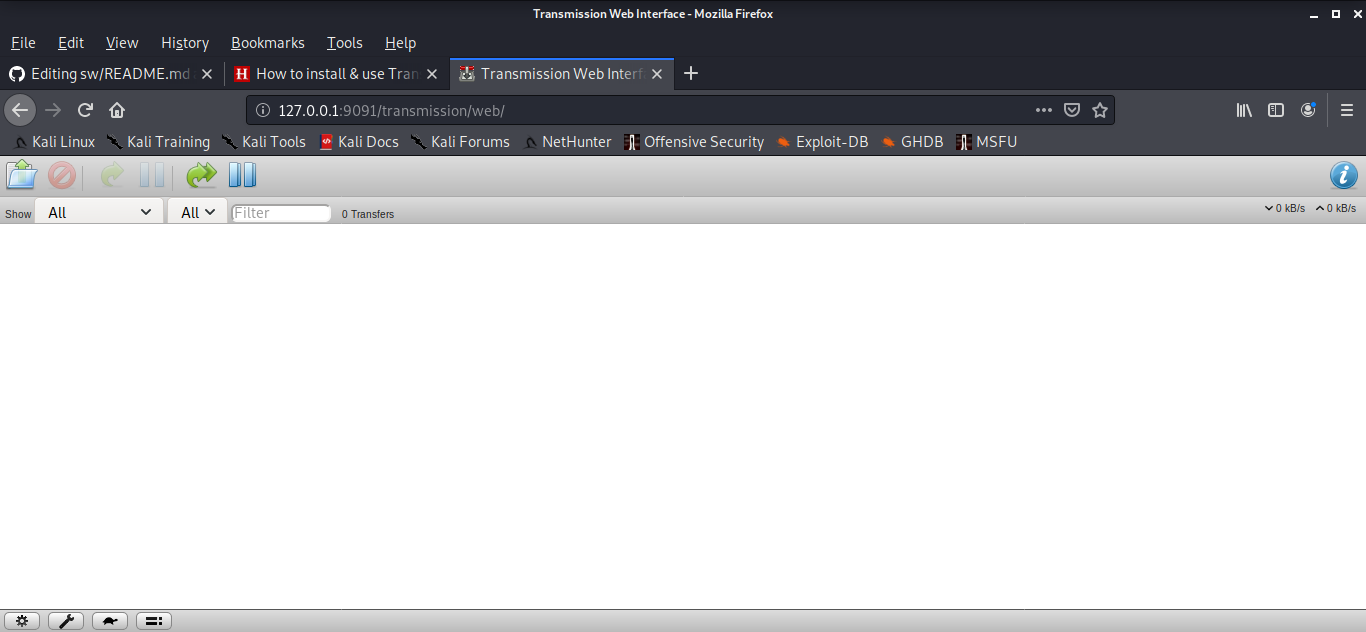 Transmission Web Interface - Mozilla Firefox
File Edit View History Bookmarks Tools Help
Editing sw/README.md How to install & use Tran Transmission Web Interf
127.0.0.1:9091/transmission/web/
Kali Linux Kali Training Kali Tools Kali Docs Kali Forums NetHunter Offensive Security Exploit-DB GHDB MSFU
Show All All Filter 0 Transfers 0 kB/s 0 kB/s